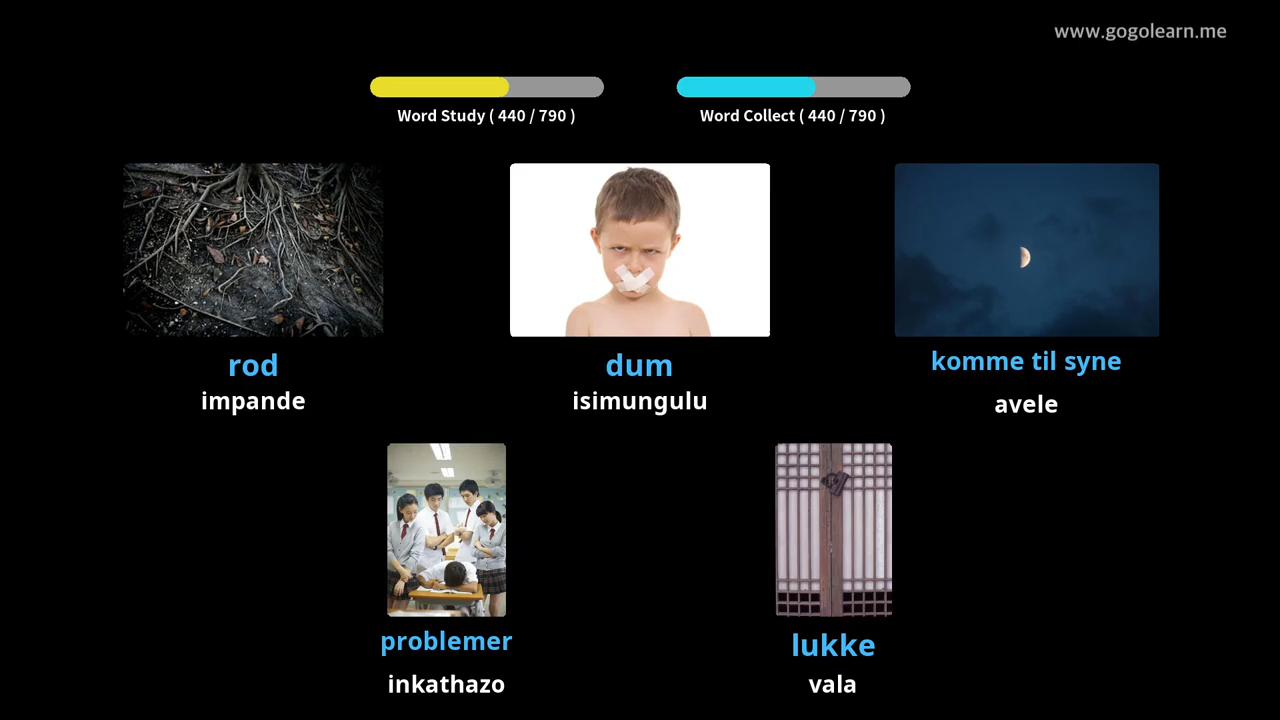 www.gogolearn.me
Word Study ( 440 / 790 )
Word Collect ( 440 / 790 )
rod
impande
dum
isimungulu
komme til syne
avele
problemer
inkathazo
lukke
vala